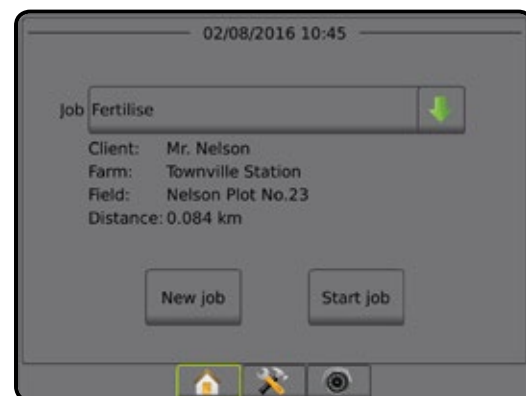 02/08/2016 10:45
Job Fertilise
Client: Mr. Nelson
Farm: Townville Station
Field: Nelson Plot No.23
Distance: 0.084 km
New job Start job